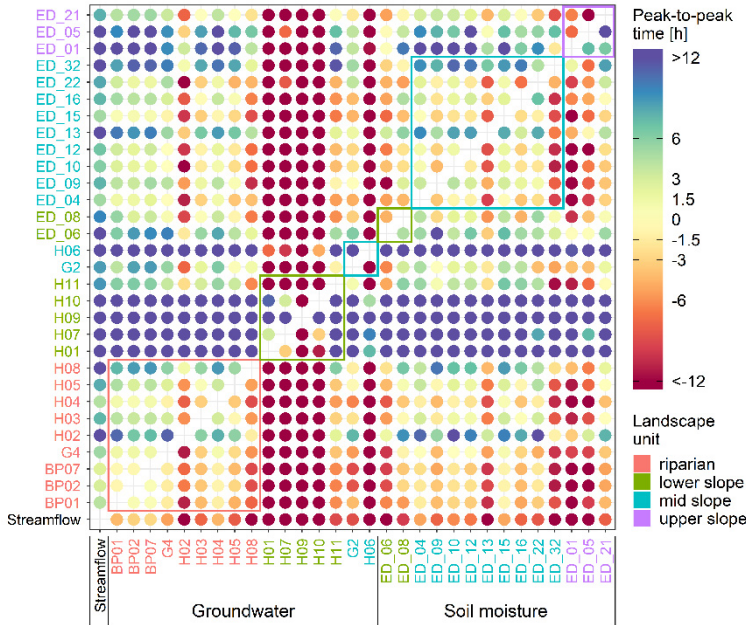 ED_21
ED_05
ED_01
ED_32
ED_22
ED_16
ED_15
ED_13
ED_12
ED_10
ED_09
ED_04
ED_08
ED_06
H06
G2
H11
H10
H09
H07
H01
H08
H05
H04
H03
H02
G4
BP07
BP02
BP01
Streamflow
Streamflow
BP01
BP02
BP07
G4
H02
H03
H04
H05
H08
H01
H07
H09
H10
H11
G2
H06
ED_06
ED_08
ED_04
ED_09
ED_10
ED_12
ED_13
ED_15
ED_16
ED_22
ED_32
ED_01
ED_05
ED_21
Groundwater
Soil moisture
Peak-to-peak
time [h]
>12
6
3
1.5
0
-1.5
-3
-6
<-12
Landscape
unit
riparian
lower slope
mid slope
upper slope